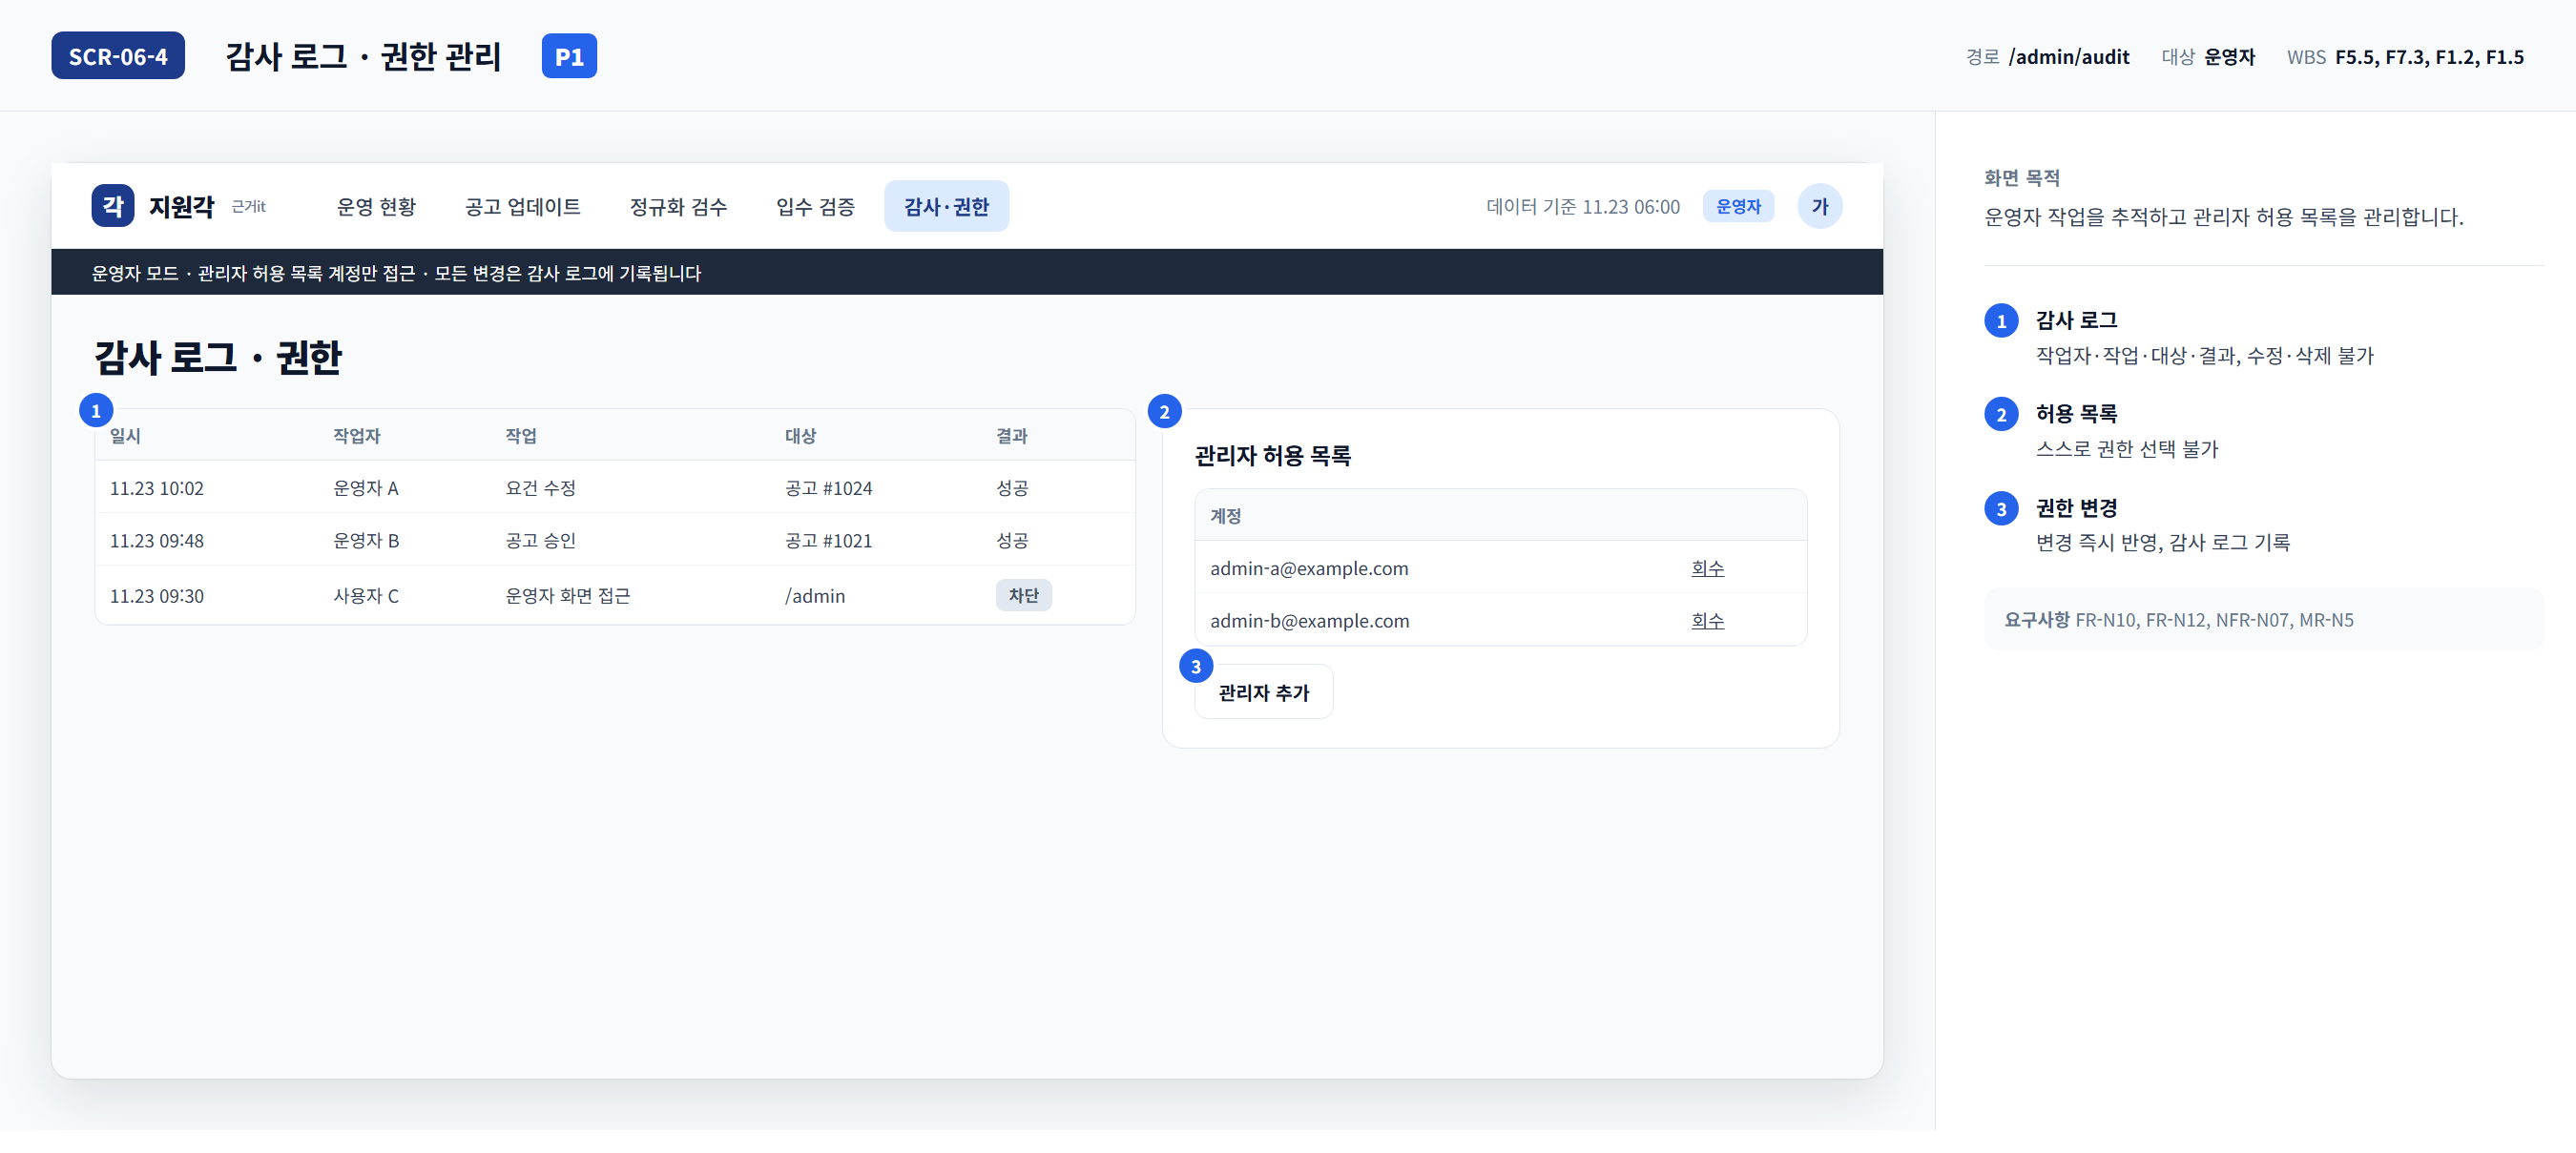 SCR-06-4 감사 로그 · 권한 관리 P1 경로 /admin/audit 대상 운영자 WBS F5.5, F7.3, F1.2, F1.5
각 지원각 근거it 운영 현황 공고 업데이트 정규화 검수 입수 검증 감사·권한 데이터 기준 11.23 06:00 운영자 가
운영자 모드 · 관리자 허용 목록 계정만 접근 · 모든 변경은 감사 로그에 기록됩니다
감사 로그 · 권한
1
일시 작업자 작업 대상 결과
11.23 10:02 운영자 A 요건 수정 공고 #1024 성공
11.23 09:48 운영자 B 공고 승인 공고 #1021 성공
11.23 09:30 사용자 C 운영자 화면 접근 /admin 차단
2
관리자 허용 목록
계정
admin-a@example.com 회수
admin-b@example.com 회수
3
관리자 추가
화면 목적
운영자 작업을 추적하고 관리자 허용 목록을 관리합니다.
1 감사 로그
작업자·작업·대상·결과, 수정·삭제 불가
2 허용 목록
스스로 권한 선택 불가
3 권한 변경
변경 즉시 반영, 감사 로그 기록
요구사항 FR-N10, FR-N12, NFR-N07, MR-N5